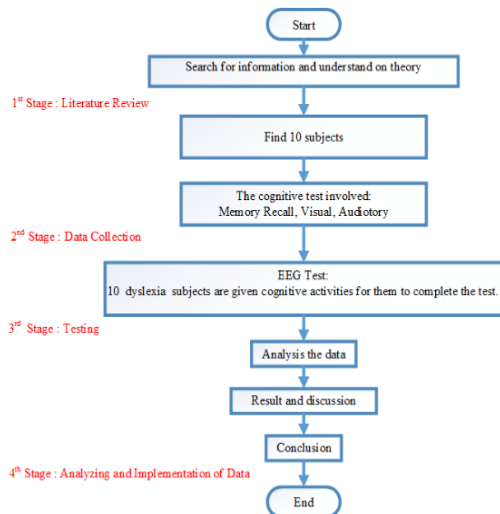 Start
Search for information and understand on theory
1st Stage : Literature Review
Find 10 subjects
The cognitive test involved:
Memory Recall, Visual, Audiotory
2nd Stage : Data Collection
EEG Test:
10 dyslexia subjects are given cognitive activities for them to complete the test.
3rd Stage : Testing
Analysis the data
Result and discussion
Conclusion
4th Stage : Analyzing and Implementation of Data
End